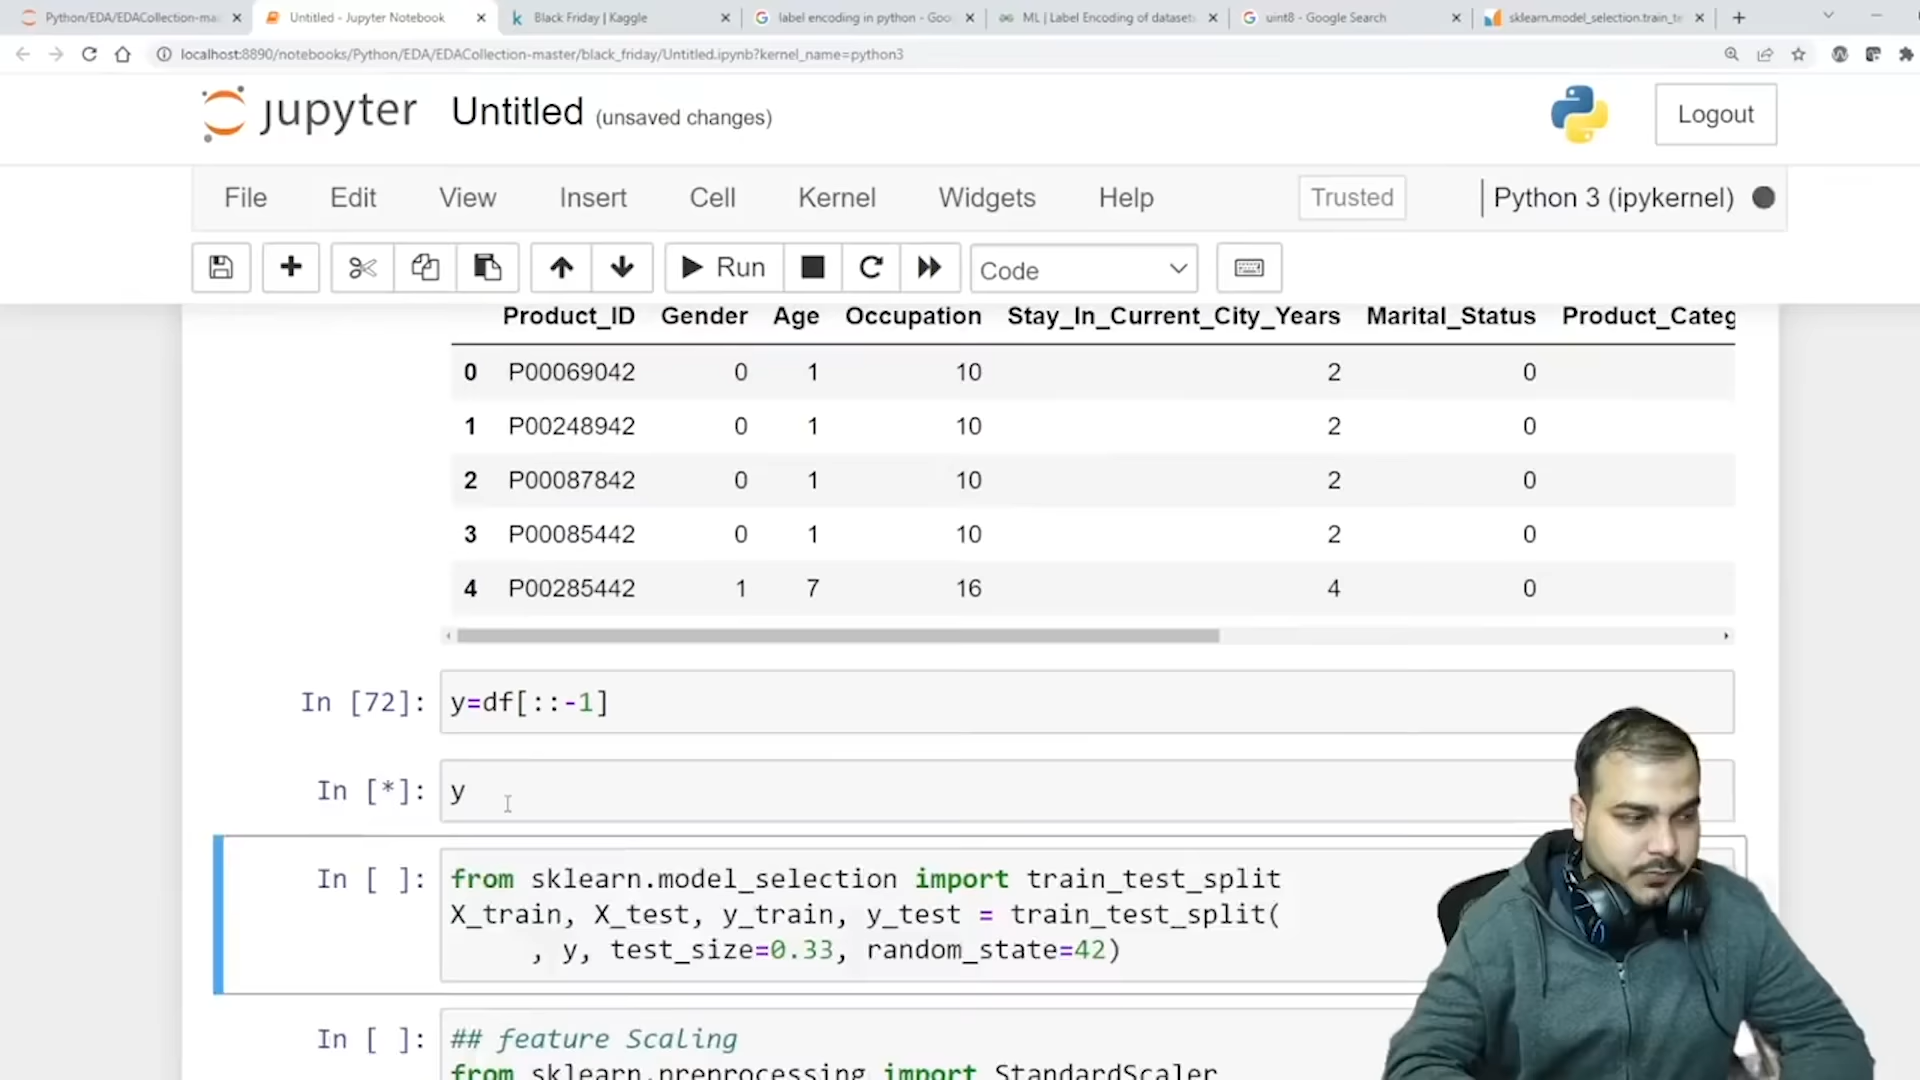 Python/EDA/EDACollection-ma
Untitled - Jupyter Notebook
Black Friday | Kaggle
label encoding in python - Goo
ML | Label Encoding of datasets
uint8 - Google Search
sklearn.model_selection.train_te
localhost:8890/notebooks/Python/EDA/EDACollection-master/black_friday/Untitled.ipynb?kernel_name=python3
jupyter Untitled (unsaved changes)
Logout
File Edit View Insert Cell Kernel Widgets Help Trusted Python 3 (ipykernel)
Run Code
Product_ID Gender Age Occupation Stay_In_Current_City_Years Marital_Status Product_Categ
0 P00069042 0 1 10 2 0
1 P00248942 0 1 10 2 0
2 P00087842 0 1 10 2 0
3 P00085442 0 1 10 2 0
4 P00285442 1 7 16 4 0
In [72]: y=df[::-1]
In [*]: y
In [ ]: from sklearn.model_selection import train_test_split
X_train, X_test, y_train, y_test = train_test_split(
, y, test_size=0.33, random_state=42)
In [ ]: ## feature Scaling
from sklearn.preprocessing import StandardScaler